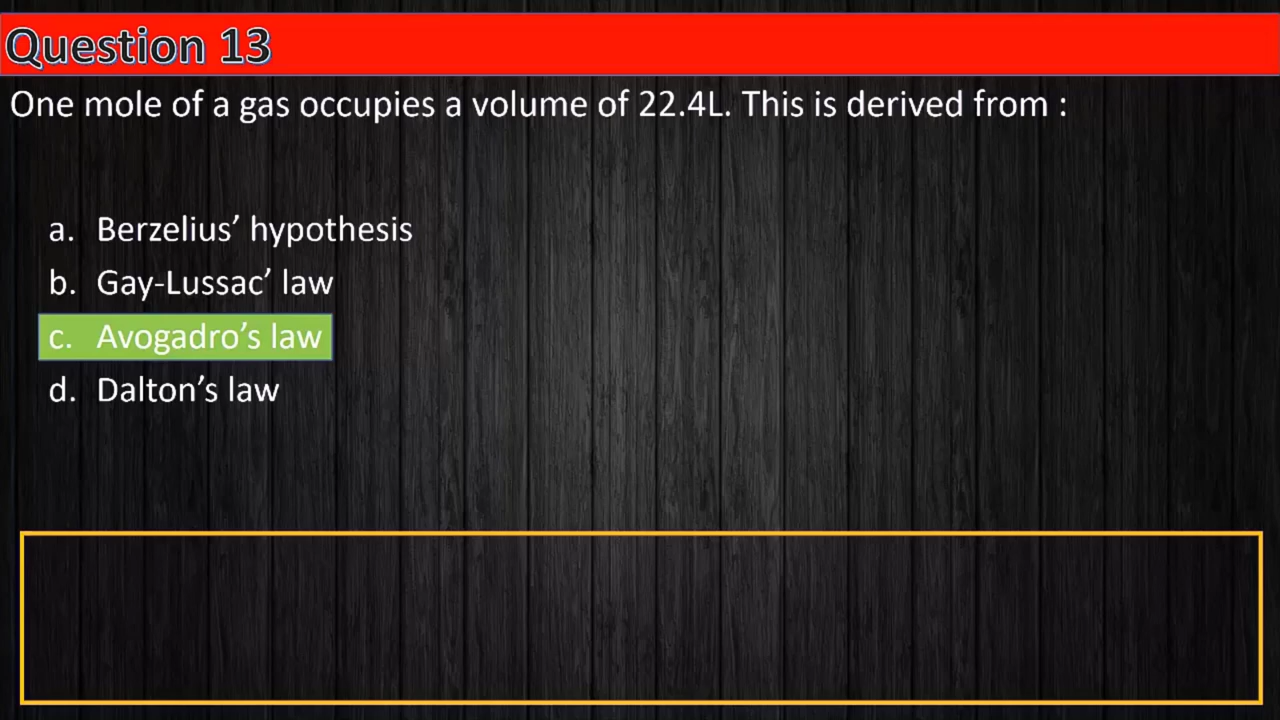 Question 13
One mole of a gas occupies a volume of 22.4L. This is derived from :
a. Berzelius’ hypothesis
b. Gay-Lussac’ law
c. Avogadro’s law
d. Dalton’s law